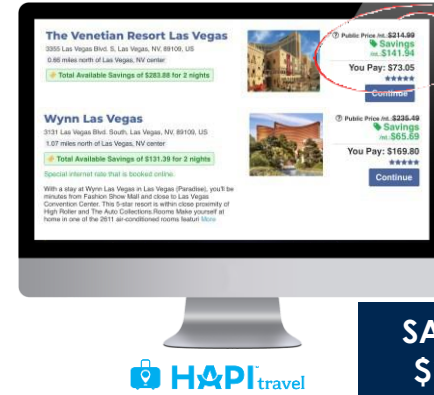 The Venetian Resort Las Vegas
3355 Las Vegas Blvd. S, Las Vegas, NV, 89109, US
0.66 miles north of Las Vegas, NV center
Total Available Savings of $283.88 for 2 nights
Public Price /nt. $214.99
Savings
/nt. $141.94
You Pay: $73.05
Continue
Wynn Las Vegas
3131 Las Vegas Blvd. South, Las Vegas, NV, 89109, US
1.07 miles north of Las Vegas, NV center
Total Available Savings of $131.39 for 2 nights
Special internet rate that is booked online.
With a stay at Wynn Las Vegas in Las Vegas (Paradise), you'll be
minutes from Fashion Show Mall and close to Las Vegas
Convention Center. This 5-star resort is within close proximity of
High Roller and The Auto Collections.Rooms Make yourself at
home in one of the 2611 air-conditioned rooms featuri More
Public Price /nt. $235.49
Savings
/nt. $65.69
You Pay: $169.80
Continue
HAPI travel
SA
$